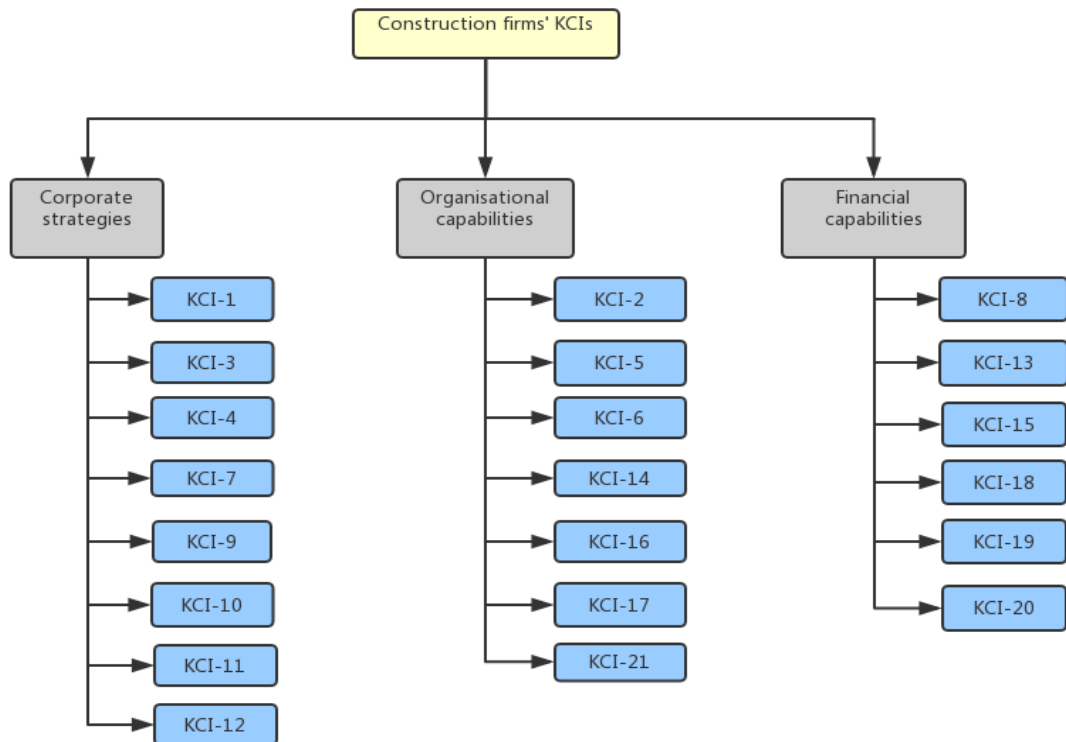 Construction firms' KCIs
Corporate
strategies
Organisational
capabilities
Financial
capabilities
KCI-1
KCI-3
KCI-4
KCI-7
KCI-9
KCI-10
KCI-11
KCI-12
KCI-2
KCI-5
KCI-6
KCI-14
KCI-16
KCI-17
KCI-21
KCI-8
KCI-13
KCI-15
KCI-18
KCI-19
KCI-20